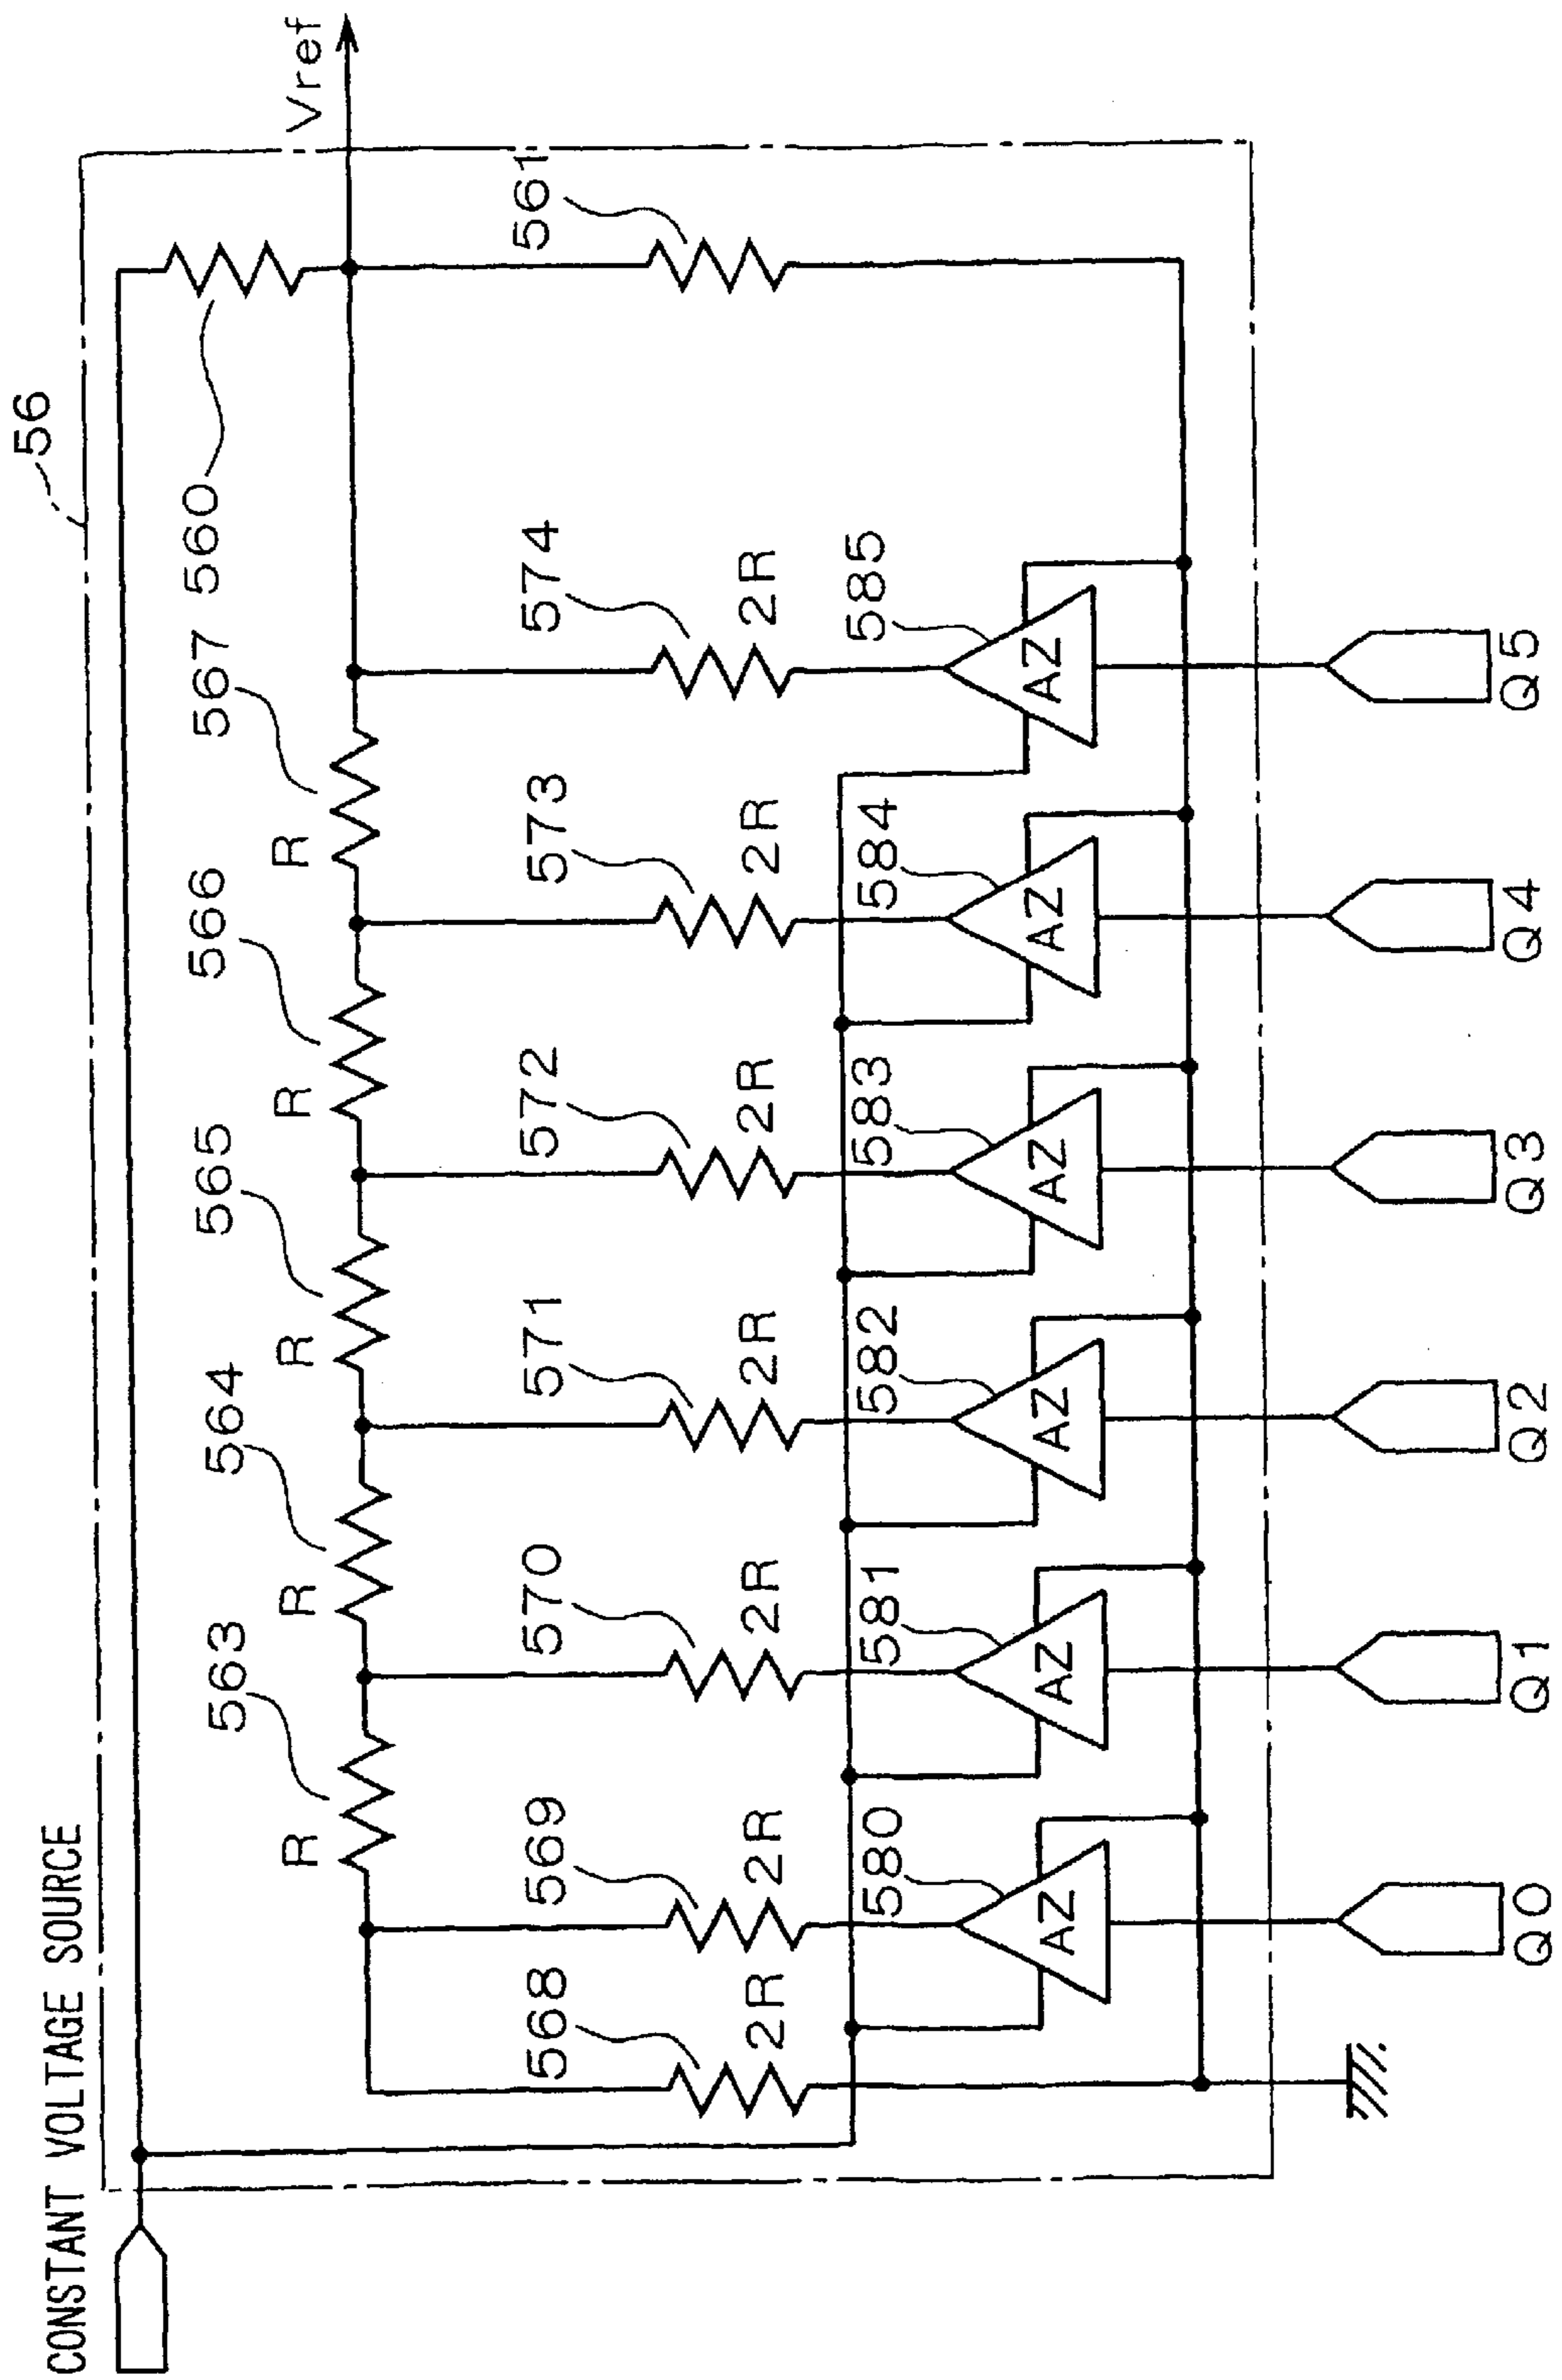 CONSTANT VOLTAGE SOURCE
56
Vref
560
561
563
564
565
566
567
R
R
R
R
R
568
569
570
571
572
573
574
2R
2R
2R
2R
2R
2R
2R
580
581
582
583
584
585
AZ
AZ
AZ
AZ
AZ
AZ
Q0
Q1
Q2
Q3
Q4
Q5